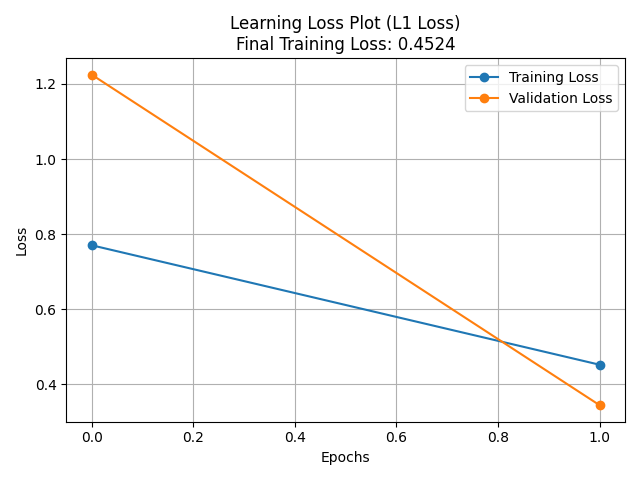 Learning Loss Plot (L1 Loss)
Final Training Loss: 0.4524
Training Loss
Validation Loss
1.2
1.0
0.8
0.6
0.4
Loss
0.0 0.2 0.4 0.6 0.8 1.0
Epochs